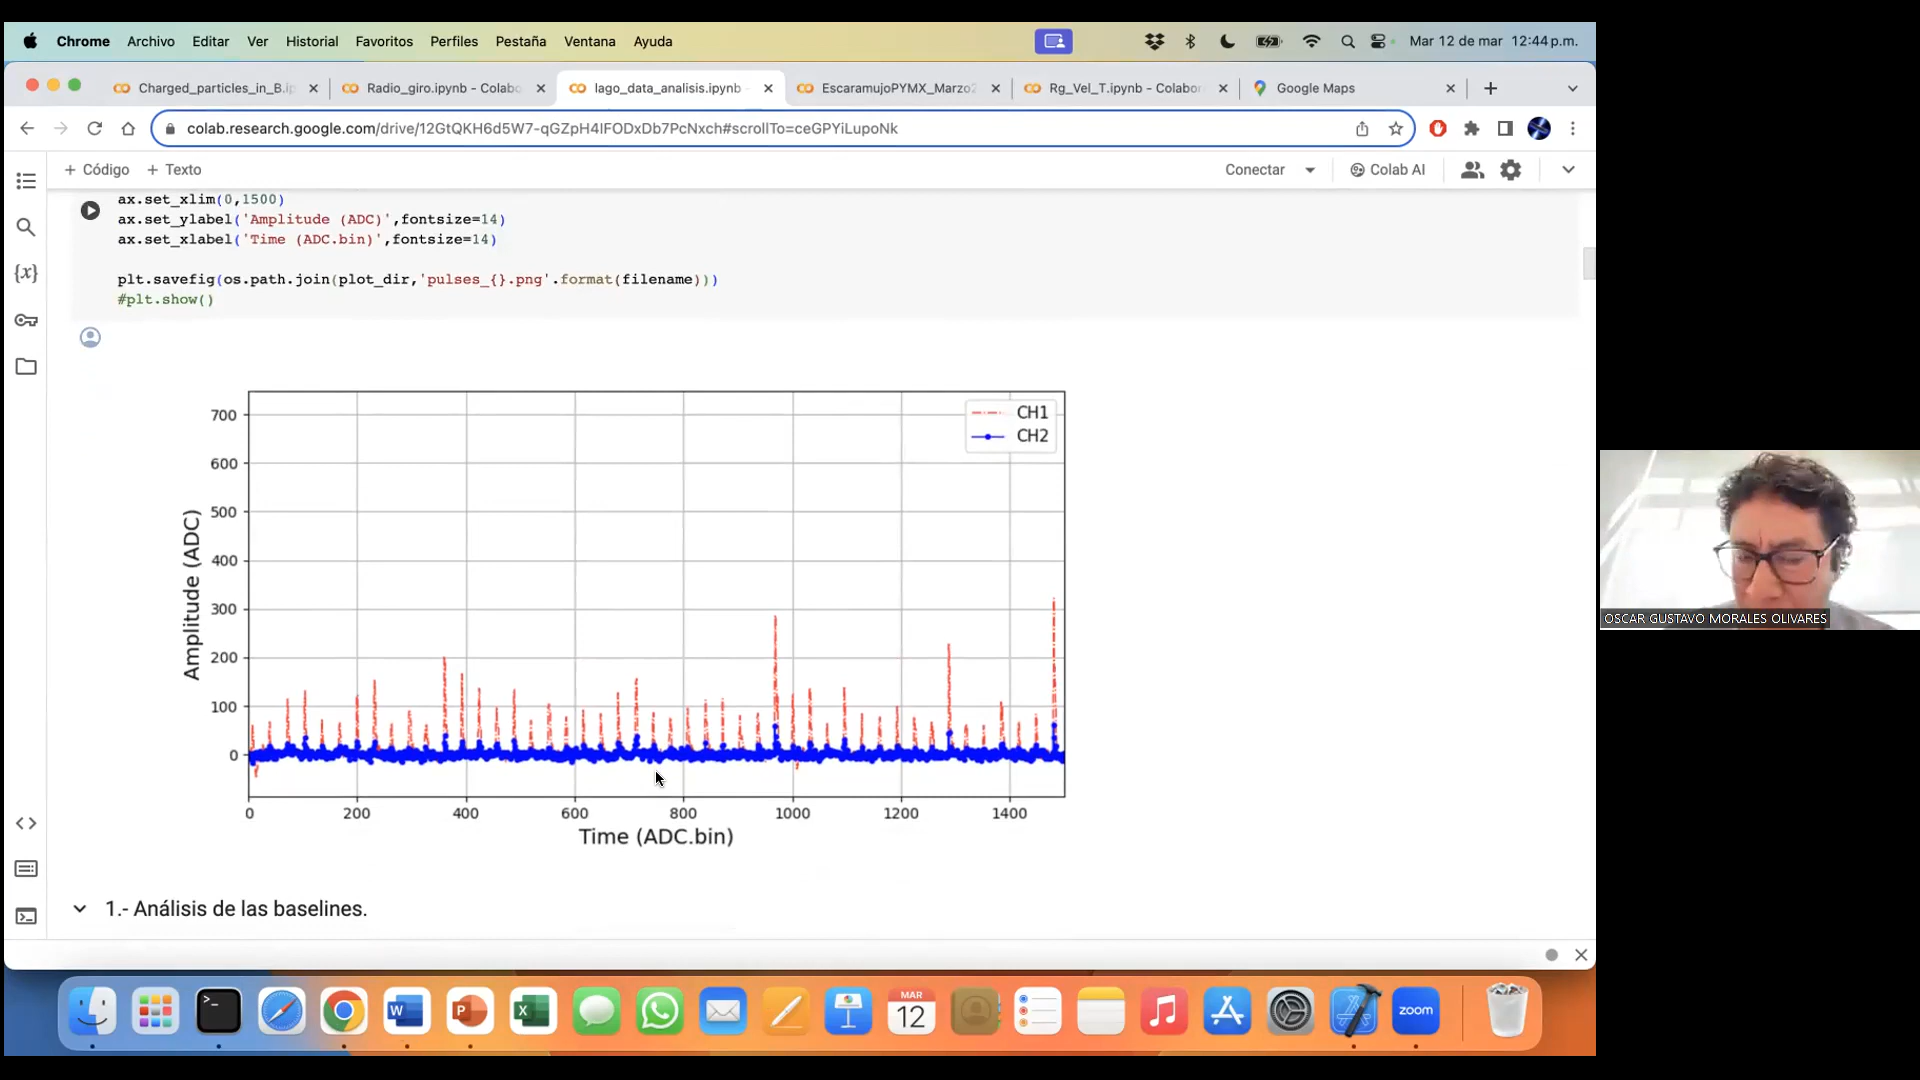 Chrome Archivo Editar Ver Historial Favoritos Perfiles Pestaña Ventana Ayuda
Mar 12 de mar 12:44 p.m.
Charged_particles_in_B.ip
Radio_giro.ipynb - Colabo
lago_data_analisis.ipynb
EscaramujoPYMX_Marzo2
Rg_Vel_T.ipynb - Colabor
Google Maps
colab.research.google.com/drive/12GtQKH6d5W7-qGZpH4lFODxDb7PcNxch#scrollTo=ceGPYiLupoNk
+ Código + Texto
Conectar
Colab AI
ax.set_xlim(0,1500)
ax.set_ylabel('Amplitude (ADC)',fontsize=14)
ax.set_xlabel('Time (ADC.bin)',fontsize=14)
plt.savefig(os.path.join(plot_dir,'pulses_{}.png'.format(filename)))
#plt.show()
{x}
CH1
CH2
700
600
500
400
300
200
100
0
Amplitude (ADC)
0 200 400 600 800 1000 1200 1400
Time (ADC.bin)
1.- Análisis de las baselines.
OSCAR GUSTAVO MORALES OLIVARES
MAR
12
zoom
W
P
X